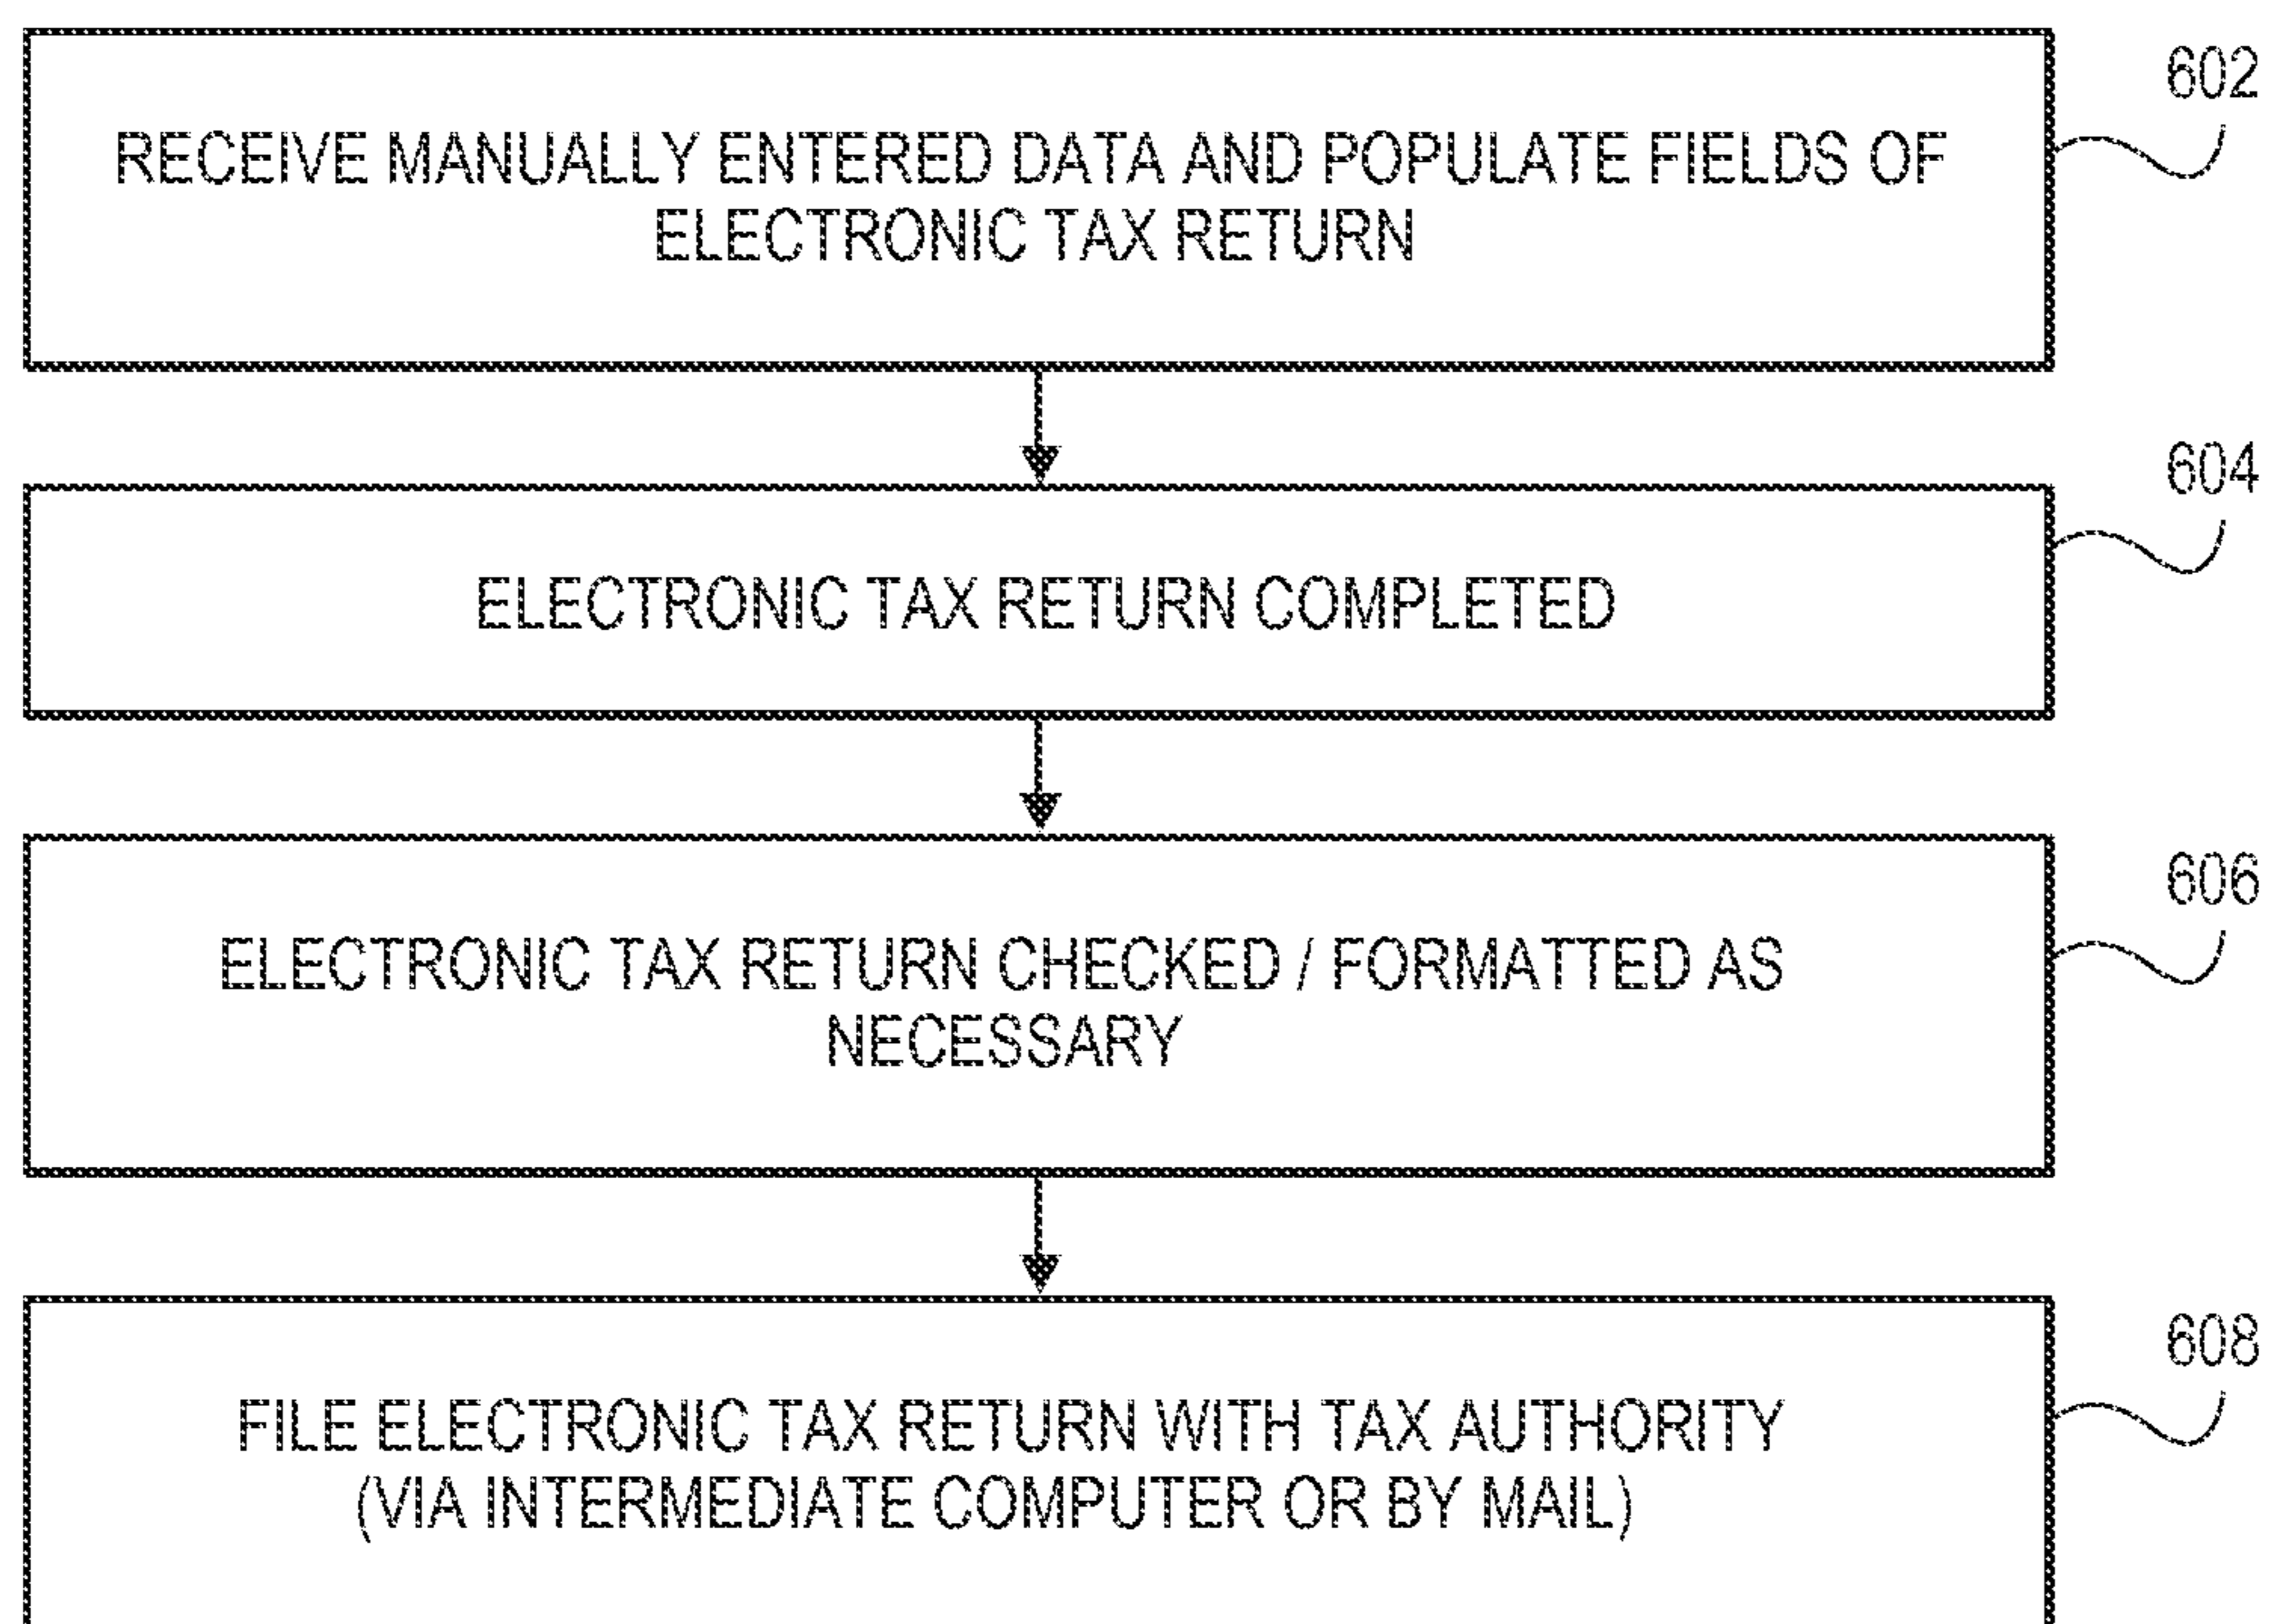 602
RECEIVE MANUALLY ENTERED DATA AND POPULATE FIELDS OF
ELECTRONIC TAX RETURN
604
ELECTRONIC TAX RETURN COMPLETED
606
ELECTRONIC TAX RETURN CHECKED / FORMATTED AS
NECESSARY
608
FILE ELECTRONIC TAX RETURN WITH TAX AUTHORITY
(VIA INTERMEDIATE COMPUTER OR BY MAIL)